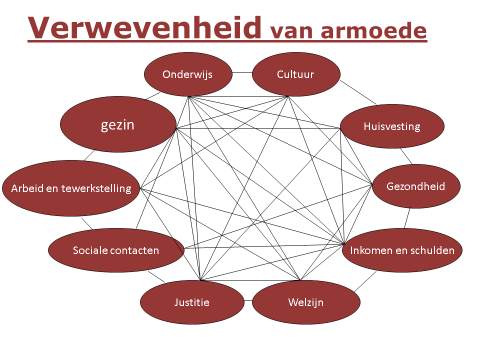 Verwevenheid van armoede
Onderwijs
Cultuur
gezin
Huisvesting
Arbeid en tewerkstelling
Gezondheid
Sociale contacten
Inkomen en schulden
Justitie
Welzijn